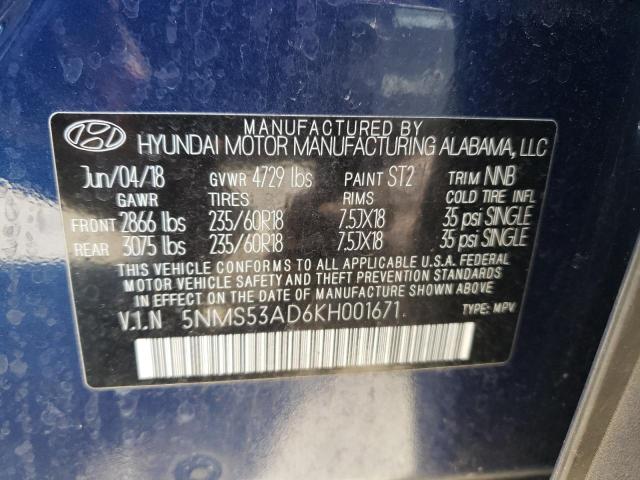 MANUFACTURED BY
HYUNDAI MOTOR MANUFACTURING ALABAMA, LLC
Jun/04/18 GVWR 4729 lbs PAINT ST2 TRIM NNB
GAWR TIRES RIMS COLD TIRE INFL
FRONT 2866 lbs 235/60R18 7.5JX18 35 psi SINGLE
REAR 3075 lbs 235/60R18 7.5JX18 35 psi SINGLE
THIS VEHICLE CONFORMS TO ALL APPLICABLE U.S.A. FEDERAL
MOTOR VEHICLE SAFETY AND THEFT PREVENTION STANDARDS
IN EFFECT ON THE DATE OF MANUFACTURE SHOWN ABOVE.
V.I.N 5NMS53AD6KH001671 TYPE: MPV